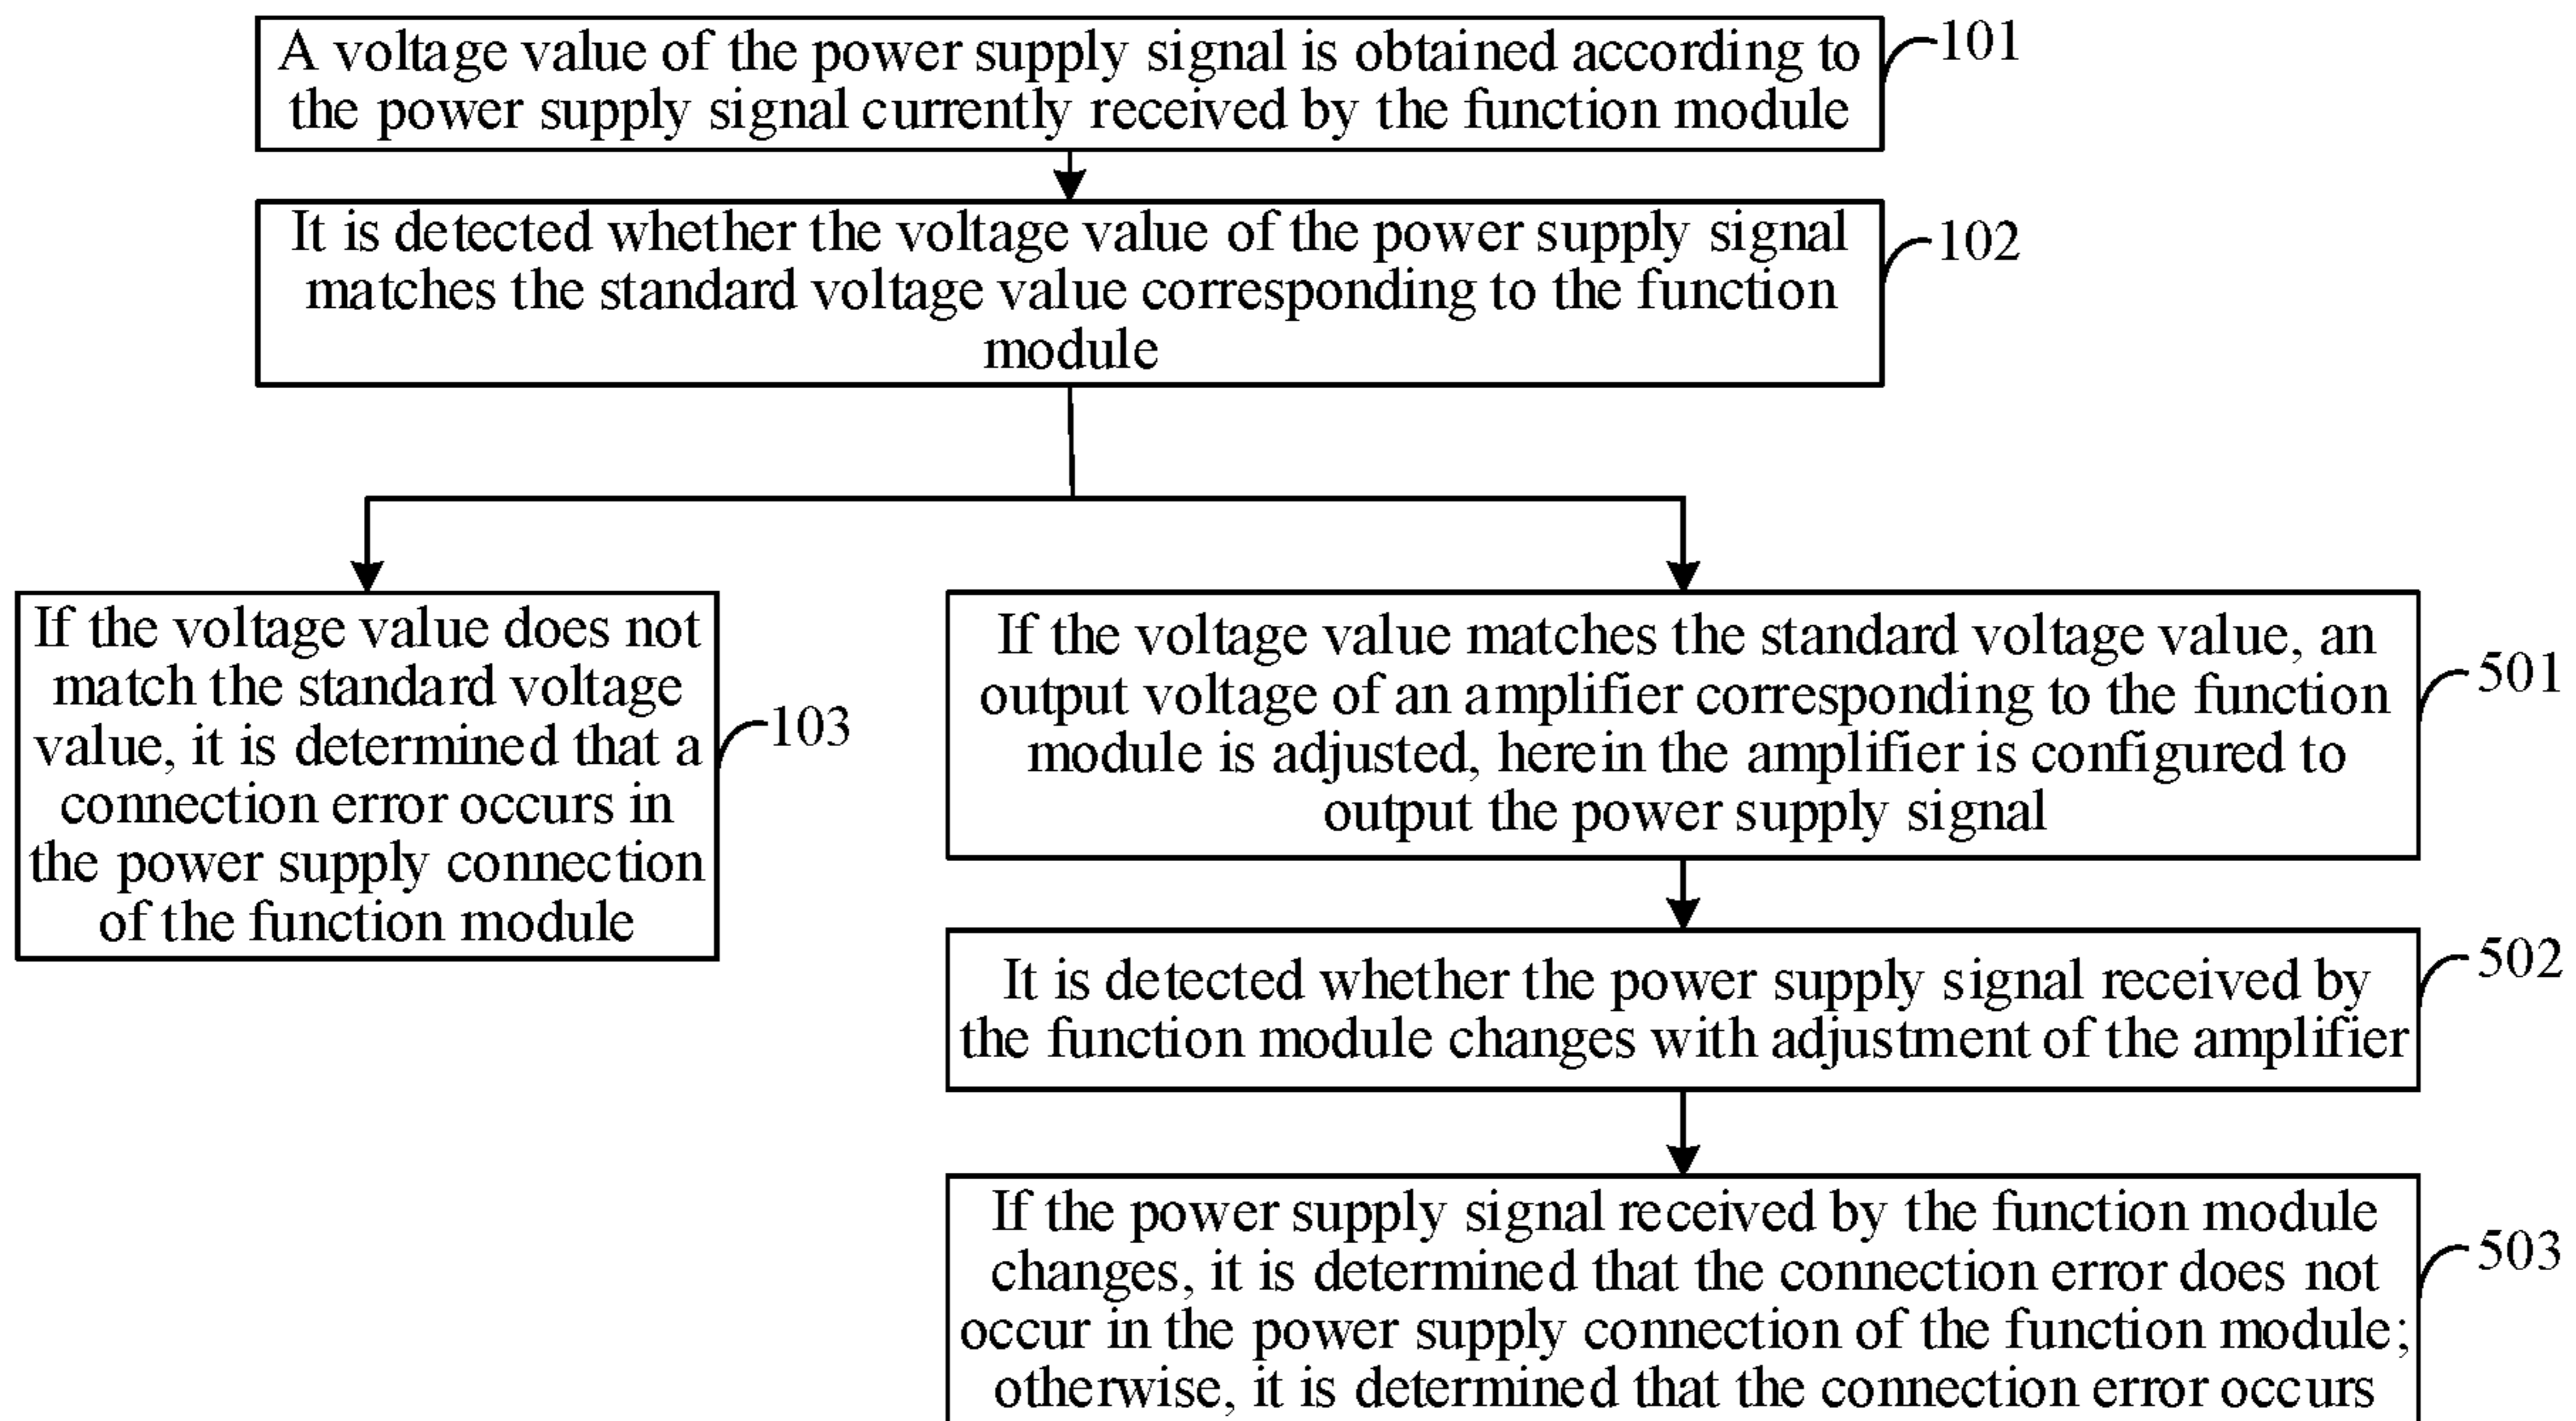 A voltage value of the power supply signal is obtained according to
the power supply signal currently received by the function module
101
It is detected whether the voltage value of the power supply signal
matches the standard voltage value corresponding to the function
module
102
If the voltage value does not
match the standard voltage
value, it is determined that a
connection error occurs in
the power supply connection
of the function module
103
If the voltage value matches the standard voltage value, an
output voltage of an amplifier corresponding to the function
module is adjusted, herein the amplifier is configured to
output the power supply signal
501
It is detected whether the power supply signal received by
the function module changes with adjustment of the amplifier
502
If the power supply signal received by the function module
changes, it is determined that the connection error does not
occur in the power supply connection of the function module;
otherwise, it is determined that the connection error occurs
503